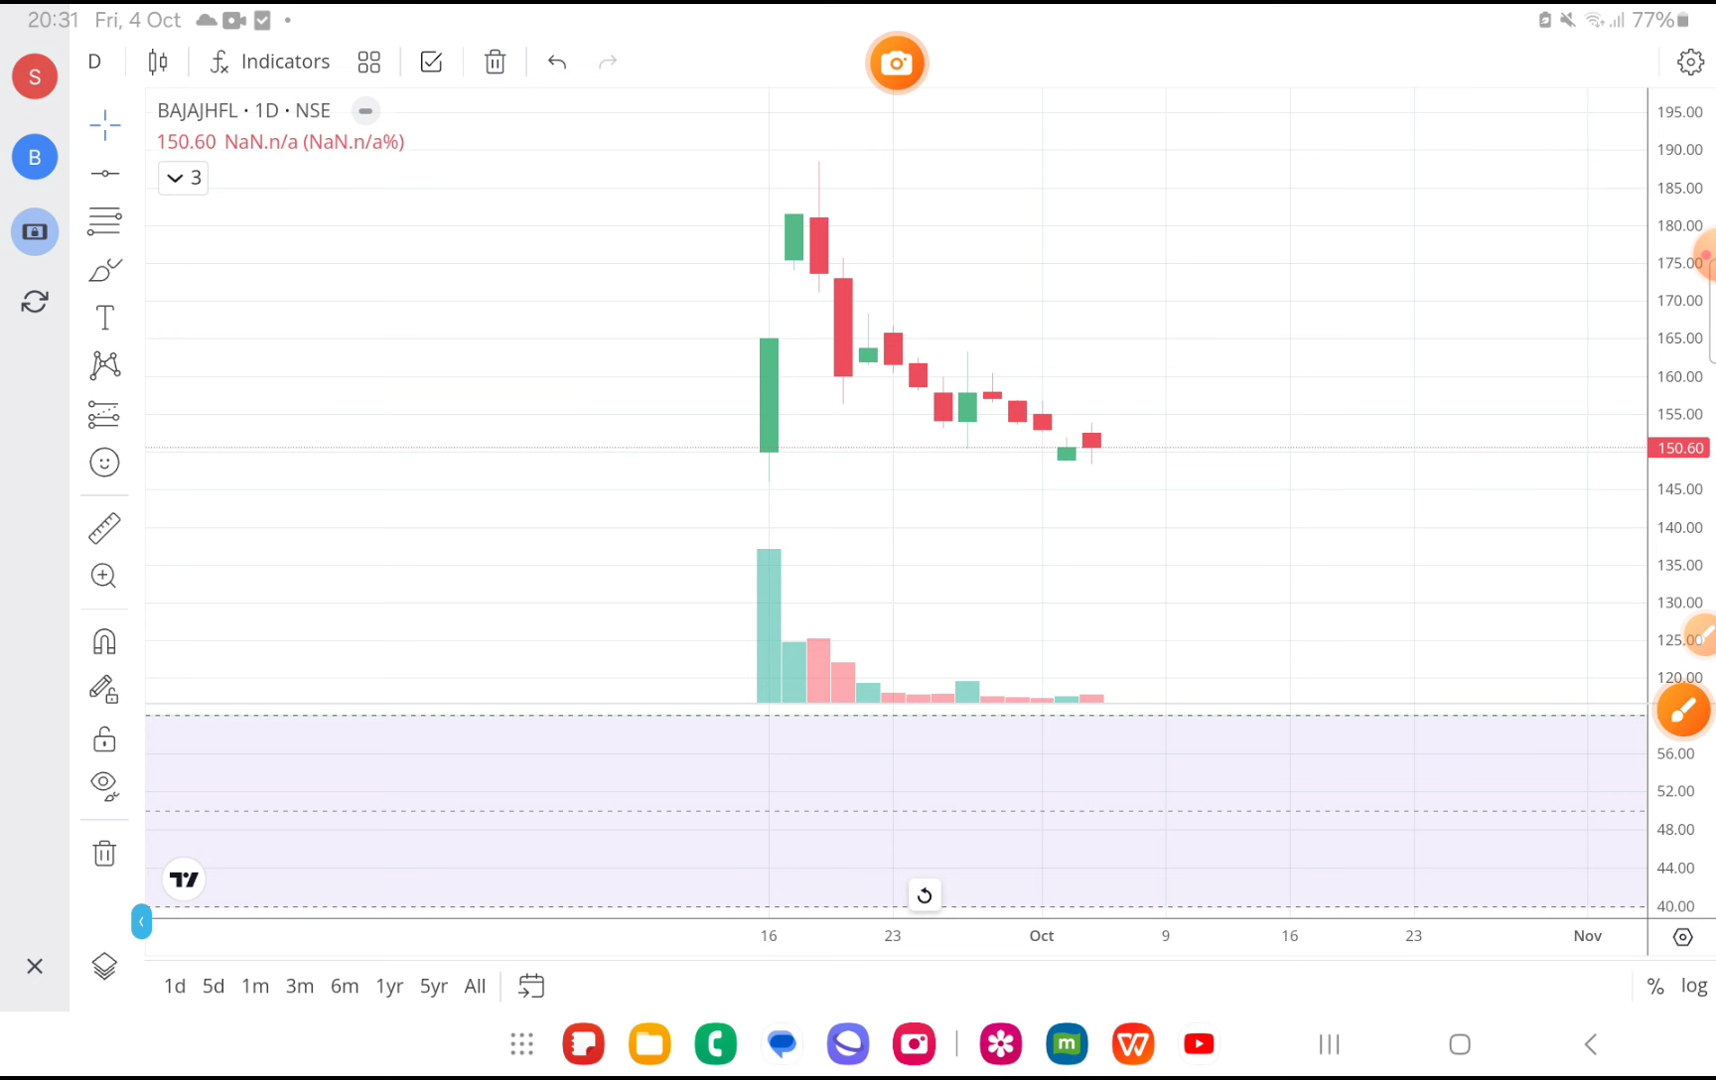 20:31 Fri, 4 Oct
77%
S
D
Indicators
B
BAJAJHFL · 1D · NSE
150.60 NaN.n/a (NaN.n/a%)
3
T
195.00
190.00
185.00
180.00
175.00
170.00
165.00
160.00
155.00
150.60
145.00
140.00
135.00
130.00
125.00
120.00
56.00
52.00
48.00
44.00
40.00
16
23
Oct
9
16
23
Nov
1d 5d 1m 3m 6m 1yr 5yr All
% log
m
W